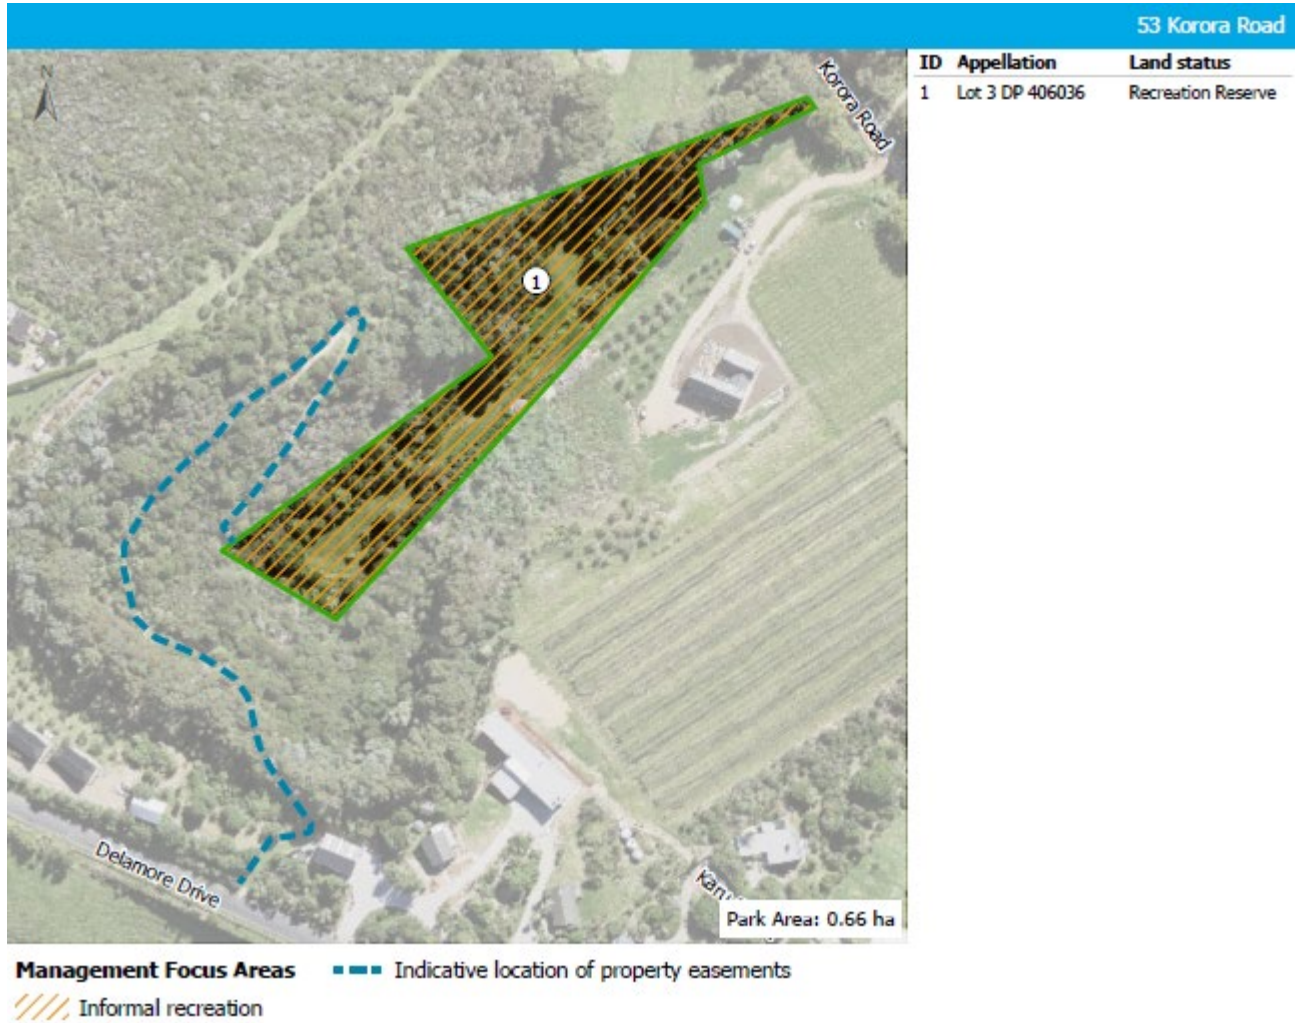 53 Korora Road
ID Appellation Land status
1 Lot 3 DP 406036 Recreation Reserve
N
Korora Road
1
Delamore Drive
Park Area: 0.66 ha
Management Focus Areas
Indicative location of property easements
Informal recreation